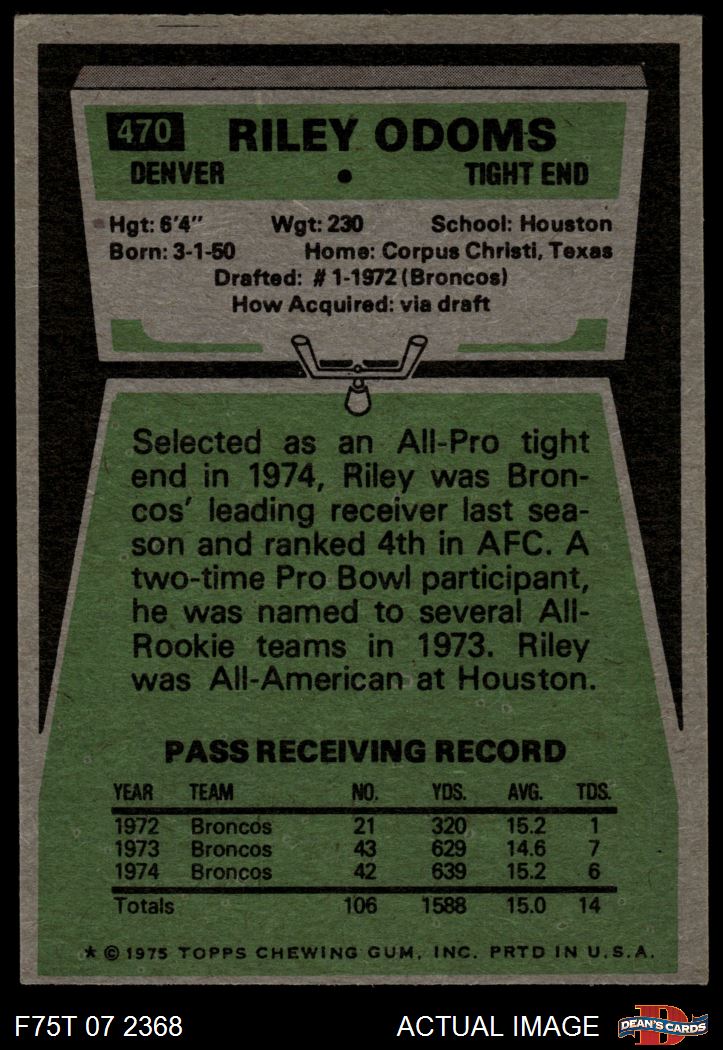 470 RILEY ODOMS
DENVER • TIGHT END
Hgt: 6'4" Wgt: 230 School: Houston
Born: 3-1-50 Home: Corpus Christi, Texas
Drafted: # 1-1972 (Broncos)
How Acquired: via draft
Selected as an All-Pro tight
end in 1974, Riley was Bron-
cos' leading receiver last sea-
son and ranked 4th in AFC. A
two-time Pro Bowl participant,
he was named to several All-
Rookie teams in 1973. Riley
was All-American at Houston.
PASS RECEIVING RECORD
YEAR TEAM NO. YDS. AVG. TDS.
1972 Broncos 21 320 15.2 1
1973 Broncos 43 629 14.6 7
1974 Broncos 42 639 15.2 6
Totals 106 1588 15.0 14
* © 1975 TOPPS CHEWING GUM, INC. PRTD IN U.S.A.
F75T 07 2368 ACTUAL IMAGE D DEAN'S CARDS